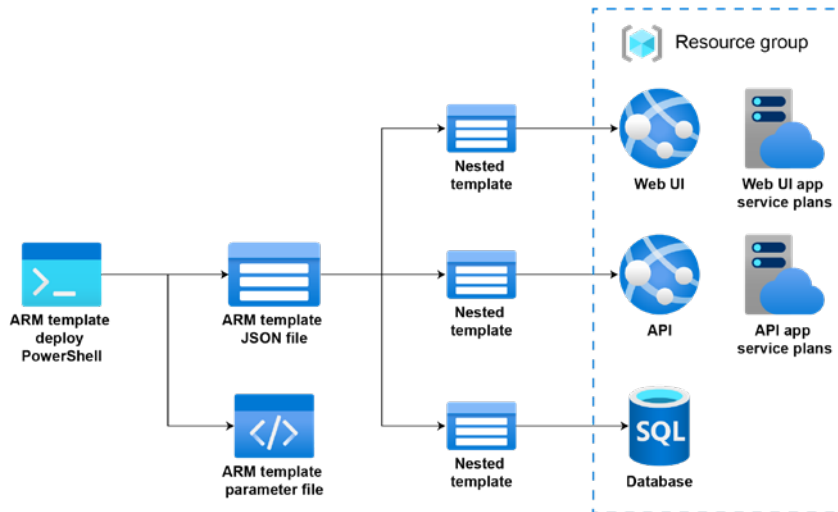 Resource group
Nested
template
Web UI
Web UI app
service plans
ARM template
deploy
PowerShell
ARM template
JSON file
Nested
template
API
API app
service plans
ARM template
parameter file
Nested
template
SQL
Database